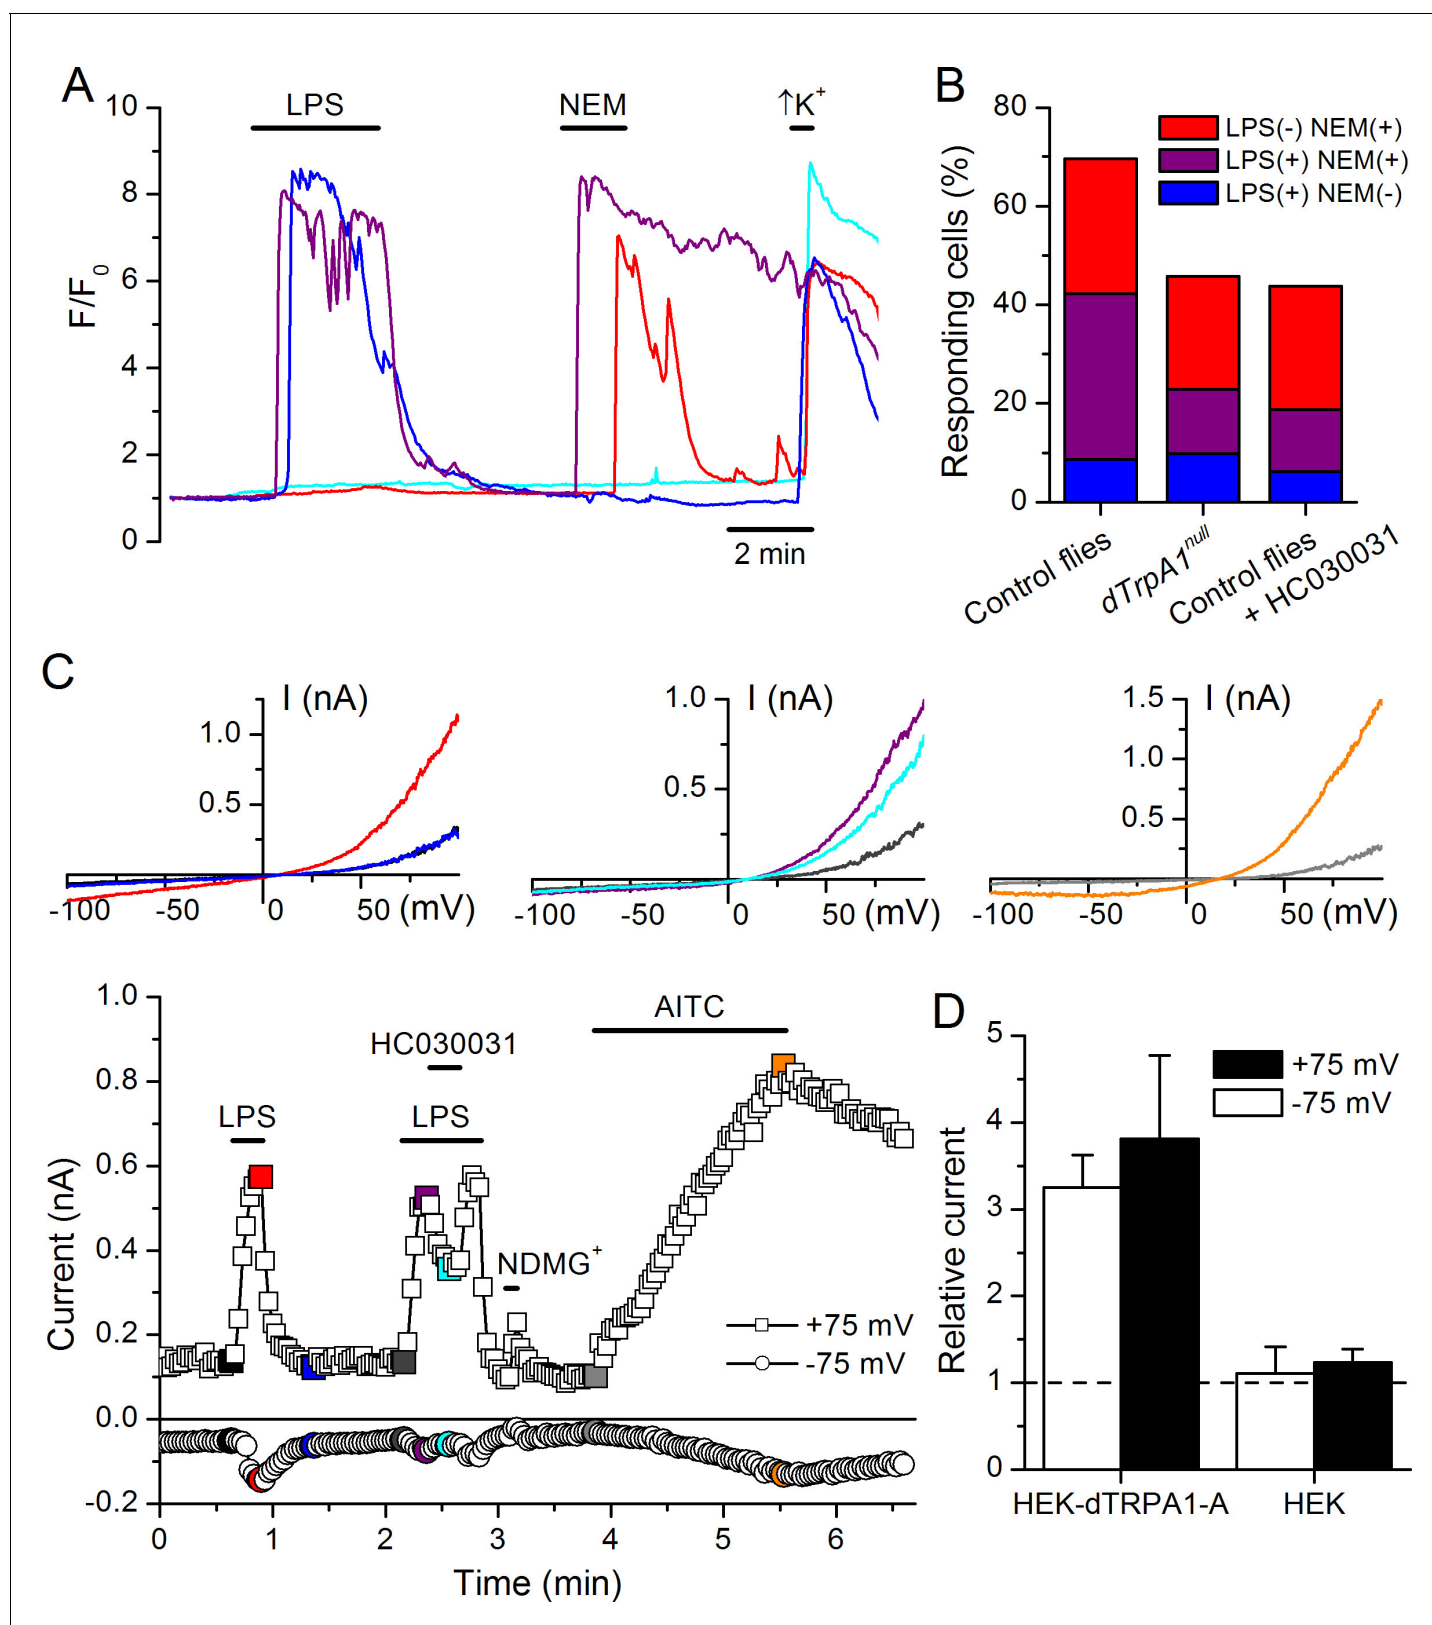 A
LPS
NEM
↑K+
10
8
6
4
2
0
F/F0
2 min
B
80
60
40
20
0
Responding cells (%)
LPS(-) NEM(+)
LPS(+) NEM(+)
LPS(+) NEM(-)
Control flies
dTrpA1null
Control flies
+ HC030031
C
I (nA)
1.0
0.5
-100
-50
0
50
(mV)
I (nA)
1.0
0.5
-100
-50
0
50
(mV)
I (nA)
1.5
1.0
0.5
-100
-50
0
50
(mV)
1.0
0.8
0.6
0.4
0.2
0.0
-0.2
Current (nA)
AITC
HC030031
LPS
LPS
NDMG+
+75 mV
-75 mV
0
1
2
3
4
5
6
Time (min)
D
5
4
3
2
1
0
Relative current
+75 mV
-75 mV
HEK-dTRPA1-A
HEK